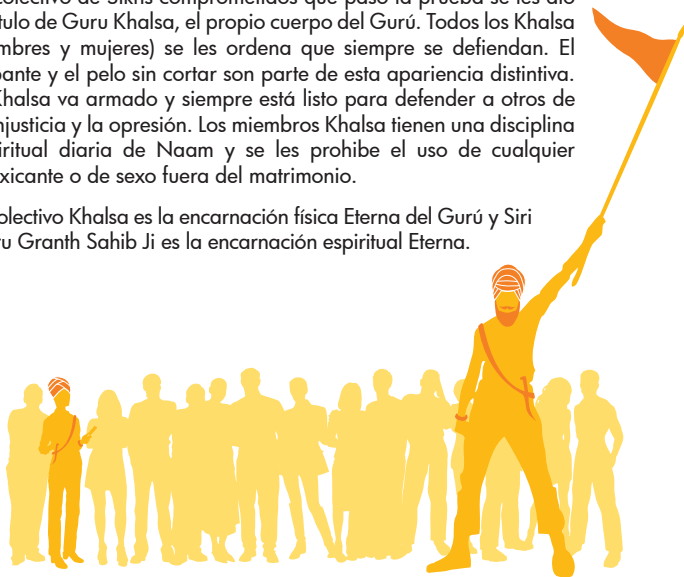 colectivo de Sikhs comprometidos que pasó la prueba se les dio
título de Guru Khalsa, el propio cuerpo del Gurú. Todos los Khalsa
mbres y mujeres) se les ordena que siempre se defiendan. El
bante y el pelo sin cortar son parte de esta apariencia distintiva.
Khalsa va armado y siempre está listo para defender a otros de
njusticia y la opresión. Los miembros Khalsa tienen una disciplina
iritual diaria de Naam y se les prohibe el uso de cualquier
xicante o de sexo fuera del matrimonio.
olectivo Khalsa es la encarnación física Eterna del Gurú y Siri
u Granth Sahib Ji es la encarnación espiritual Eterna.